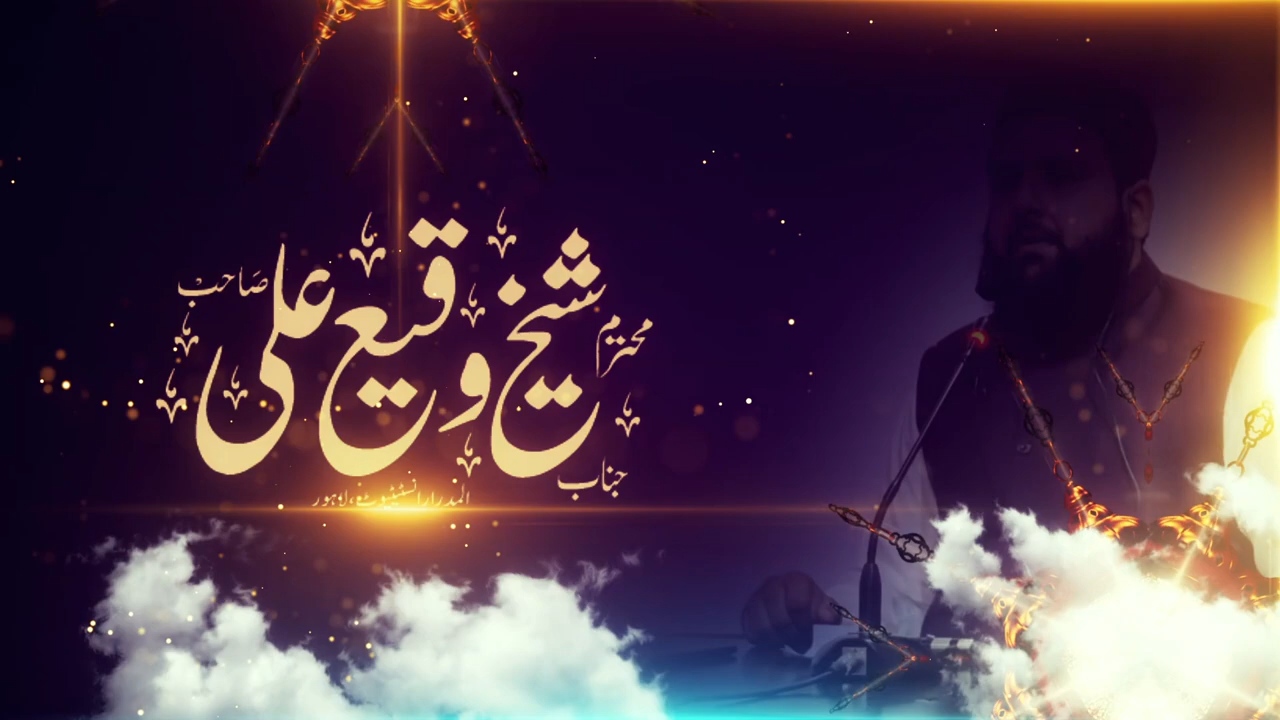 جناب محترم شیخ وقیع علی صاحب
المدرار انسٹیٹیوٹ، لاہور